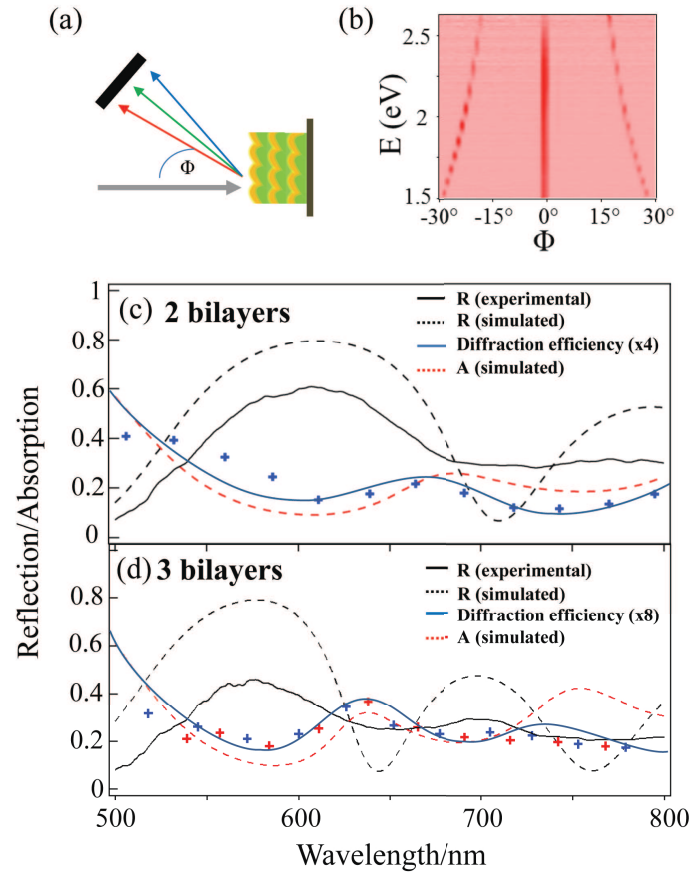 (a)
Φ
(b)
2.5
2
1.5
E (eV)
-30° -15° 0° 15° 30°
Φ
(c) 2 bilayers
R (experimental)
R (simulated)
Diffraction efficiency (x4)
A (simulated)
1
0.8
0.6
0.4
0.2
0
(d) 3 bilayers
R (experimental)
R (simulated)
Diffraction efficiency (x8)
A (simulated)
0.8
0.6
0.4
0.2
0
Reflection/Absorption
500 600 700 800
Wavelength/nm